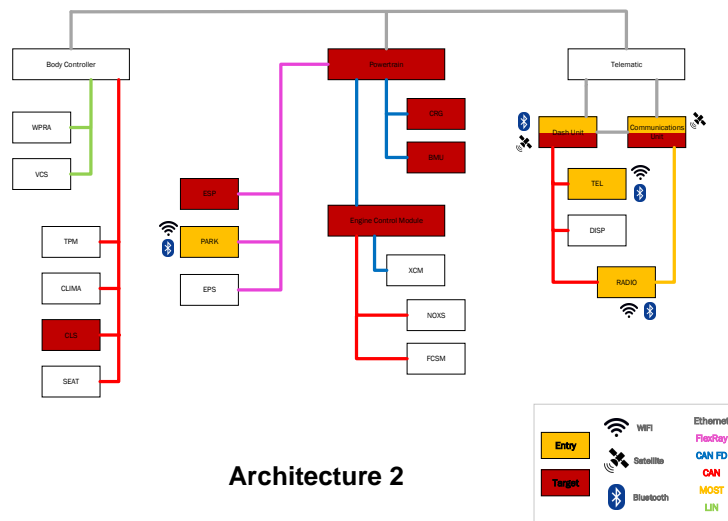 Body Controller
Powertrain
Telematic
WPRA
VCS
TPM
CLIMA
CLS
SEAT
ESP
PARK
EPS
Engine Control Module
XCM
NOXS
FCSM
Dash Unit
Communications
Unit
TEL
DISP
RADIO
Entry
Target
WIFI
Satellite
Bluetooth
Ethernet
FlexRay
CAN FD
CAN
MOST
LIN
Architecture 2